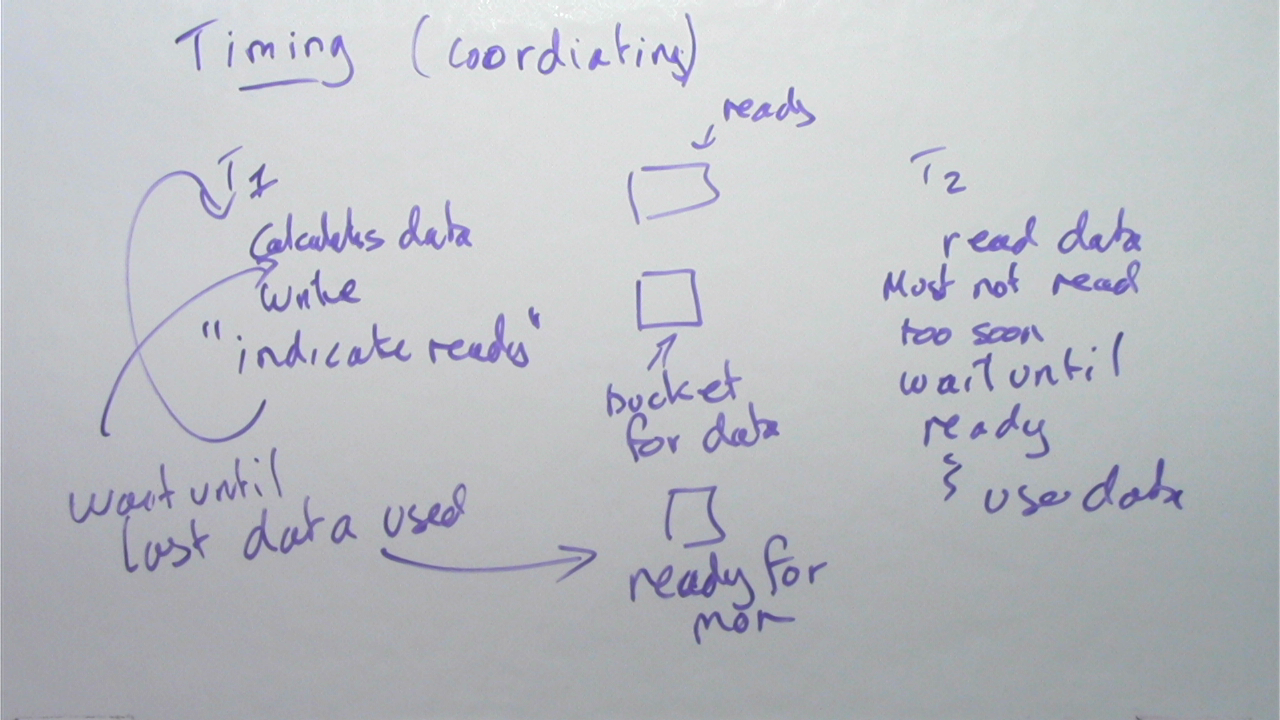 Timing (coordiating)
ready
T1
Calculates data
write
"indicate ready"
wait until
last data used
bucket
for data
ready for
mor
T2
read data
Must not read
too soon
wait until
ready
use data